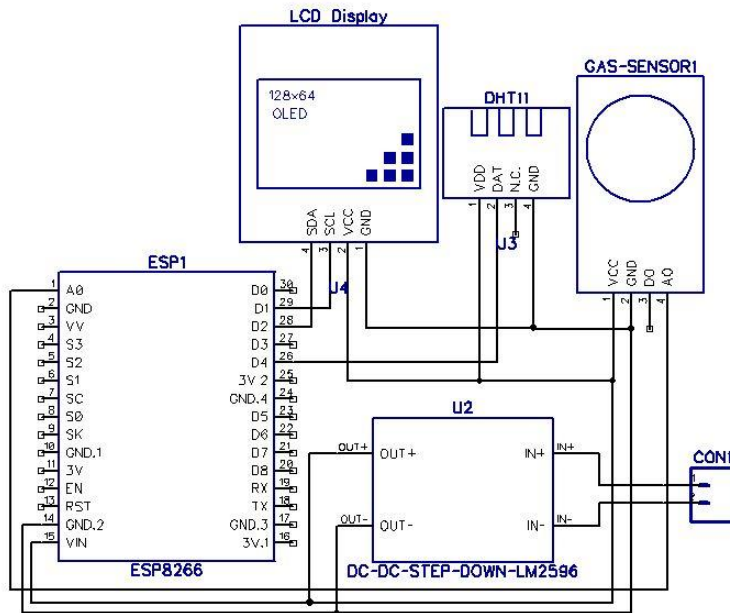 LCD Display
128x64
OLED
SDA
SCL
VCC
GND
4
3
2
1
J4
DHT11
VDD
DAT
N.C.
GND
1
2
3
4
J3
GAS-SENSOR1
VCC
GND
DO
AO
1
2
3
4
ESP1
1 A0 D0 30
2 GND D1 29
3 VV D2 28
4 S3 D3 27
5 S2 D4 26
6 S1 3V 2 25
7 SC GND.4 24
8 S0 D5 23
9 SK D6 22
10 GND.1 D7 21
11 3V D8 20
12 EN RX 19
13 RST TX 18
14 GND.2 GND.3 17
15 VIN 3V.1 16
ESP8266
U2
OUT+ OUT+ IN+ IN+
OUT- OUT- IN- IN-
DC-DC-STEP-DOWN-LM2596
CON1
1